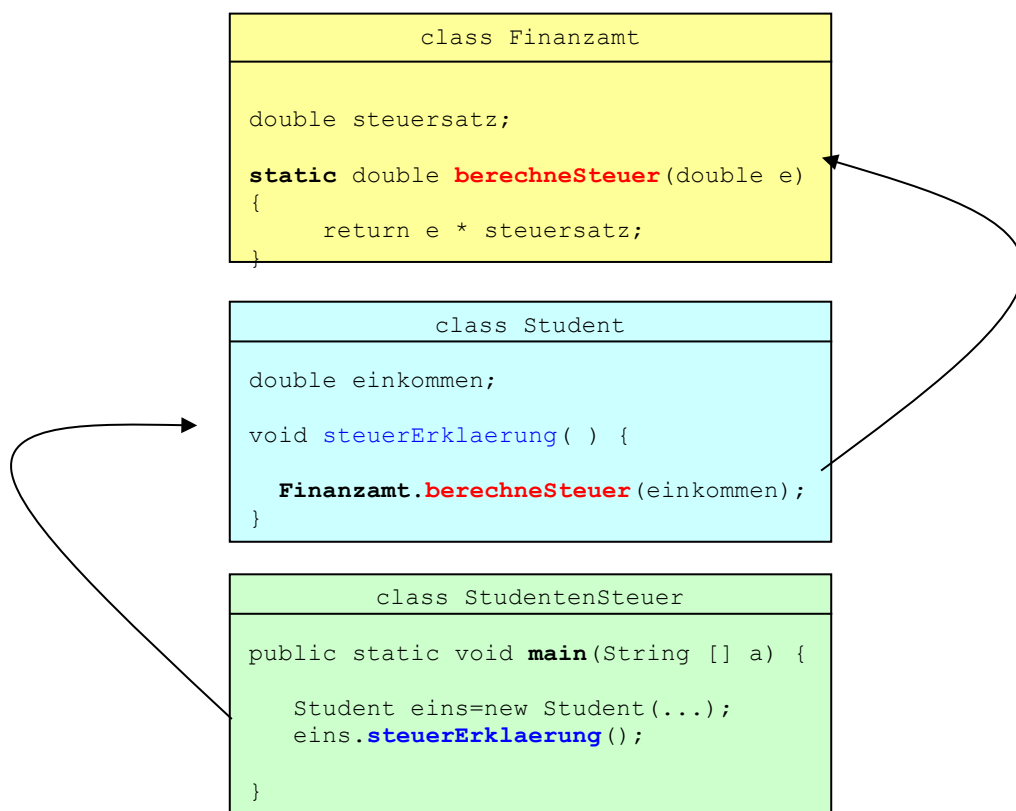 class Finanzamt
double steuersatz;
static double berechneSteuer(double e)
{
return e * steuersatz;
}
class Student
double einkommen;
void steuerErklaerung( ) {
Finanzamt.berechneSteuer(einkommen);
}
class StudentenSteuer
public static void main(String [] a) {
Student eins=new Student(...);
eins.steuerErklaerung();
}